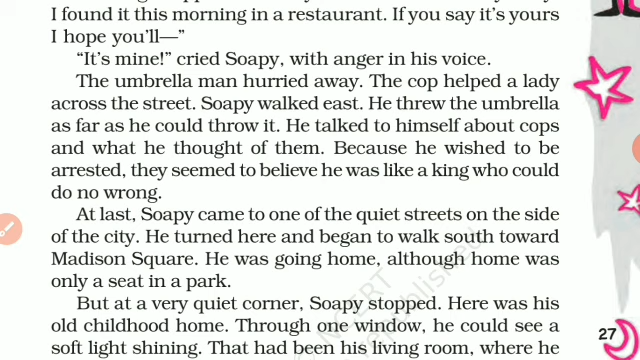 I found it this morning in a restaurant. If you say it’s yours
I hope you’ll—”
“It’s mine!” cried Soapy, with anger in his voice.
The umbrella man hurried away. The cop helped a lady
across the street. Soapy walked east. He threw the umbrella
as far as he could throw it. He talked to himself about cops
and what he thought of them. Because he wished to be
arrested, they seemed to believe he was like a king who could
do no wrong.
At last, Soapy came to one of the quiet streets on the side
of the city. He turned here and began to walk south toward
Madison Square. He was going home, although home was
only a seat in a park.
But at a very quiet corner, Soapy stopped. Here was his
old childhood home. Through one window, he could see a
soft light shining. That had been his living room, where he
27